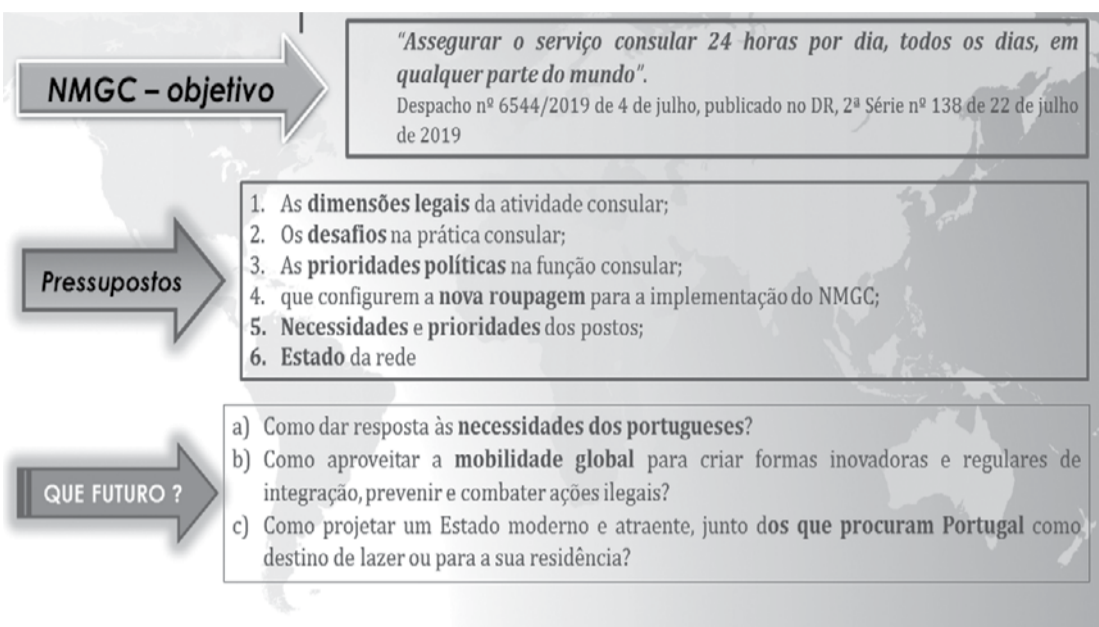 NMGC – objetivo
"Assegurar o serviço consular 24 horas por dia, todos os dias, em
qualquer parte do mundo".
Despacho nº 6544/2019 de 4 de julho, publicado no DR, 2ª Série nº 138 de 22 de julho
de 2019
Pressupostos
1. As dimensões legais da atividade consular;
2. Os desafios na prática consular;
3. As prioridades políticas na função consular;
4. que configurem a nova roupagem para a implementação do NMGC;
5. Necessidades e prioridades dos postos;
6. Estado da rede
QUE FUTURO ?
a) Como dar resposta às necessidades dos portugueses?
b) Como aproveitar a mobilidade global para criar formas inovadoras e regulares de
integração, prevenir e combater ações ilegais?
c) Como projetar um Estado moderno e atraente, junto dos que procuram Portugal como
destino de lazer ou para a sua residência?